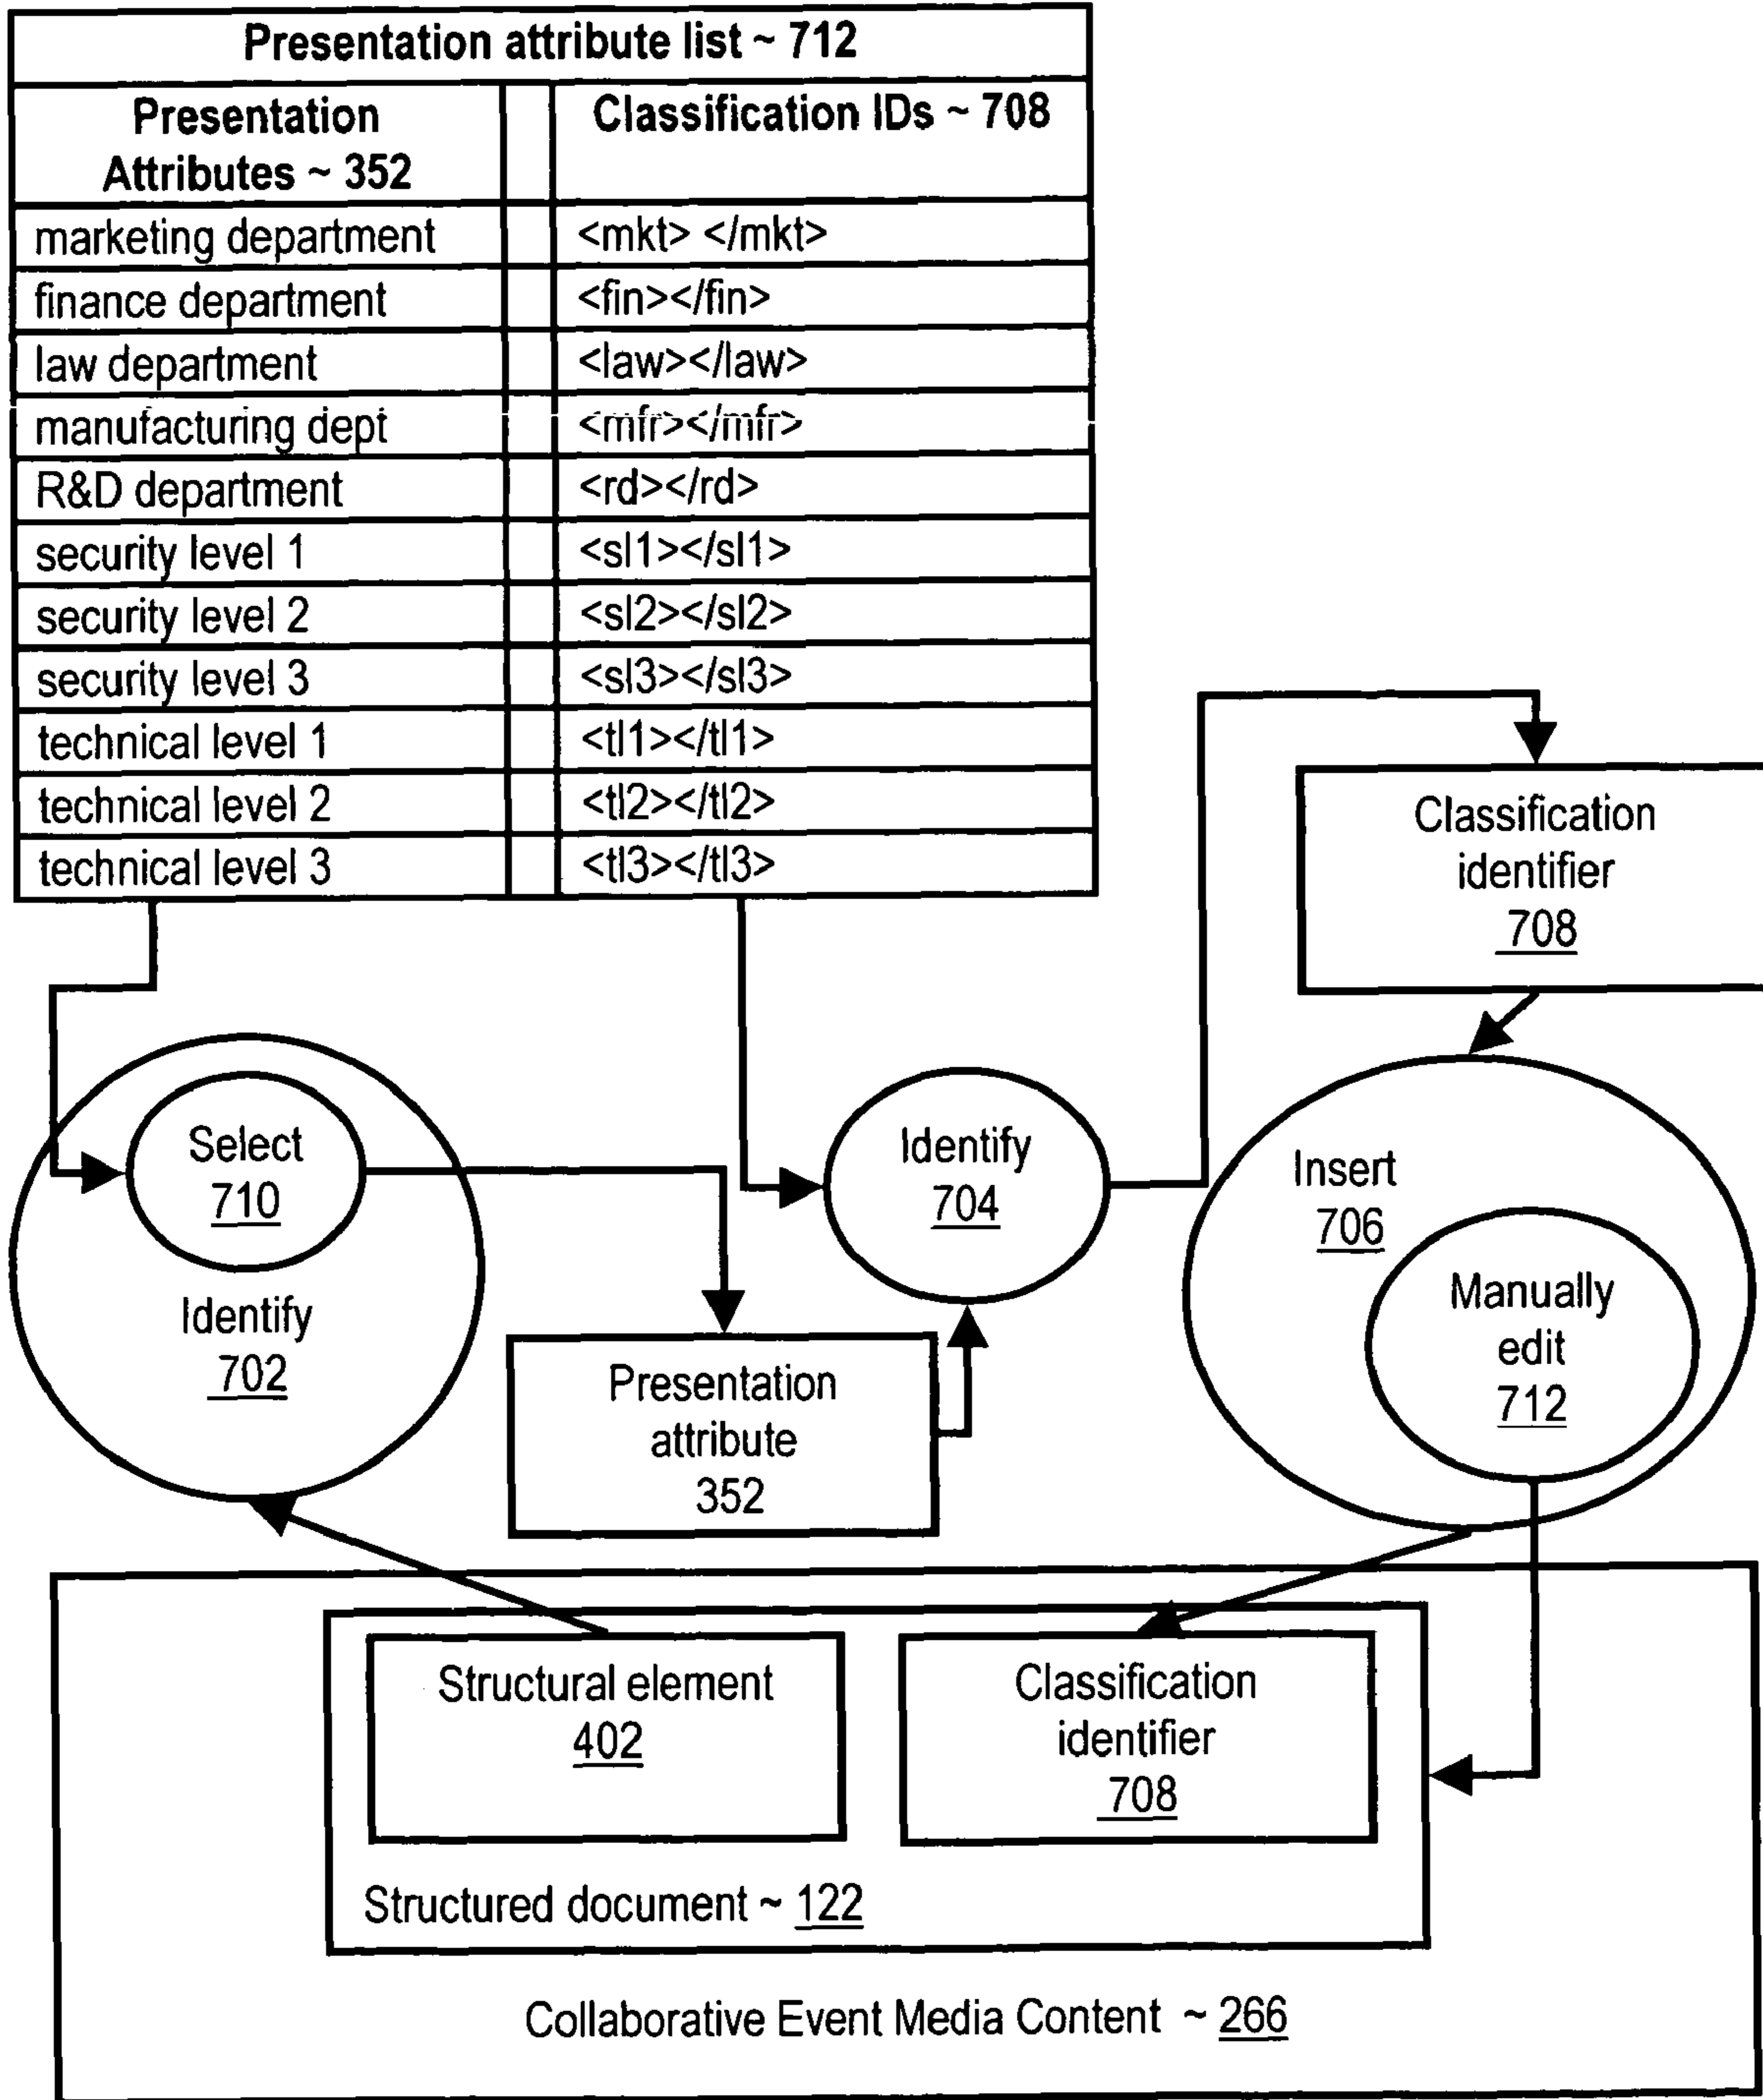 Presentation attribute list ~ 712
Presentation
Attributes ~ 352
Classification IDs ~ 708
marketing department <mkt> </mkt>
finance department <fin></fin>
law department <law></law>
manufacturing dept <mfr></mfr>
R&D department <rd></rd>
security level 1 <sl1></sl1>
security level 2 <sl2></sl2>
security level 3 <sl3></sl3>
technical level 1 <tl1></tl1>
technical level 2 <tl2></tl2>
technical level 3 <tl3></tl3>
Classification
identifier
708
Select
710
Identify
702
Identify
704
Presentation
attribute
352
Insert
706
Manually
edit
712
Structural element
402
Classification
identifier
708
Structured document ~ 122
Collaborative Event Media Content ~ 266